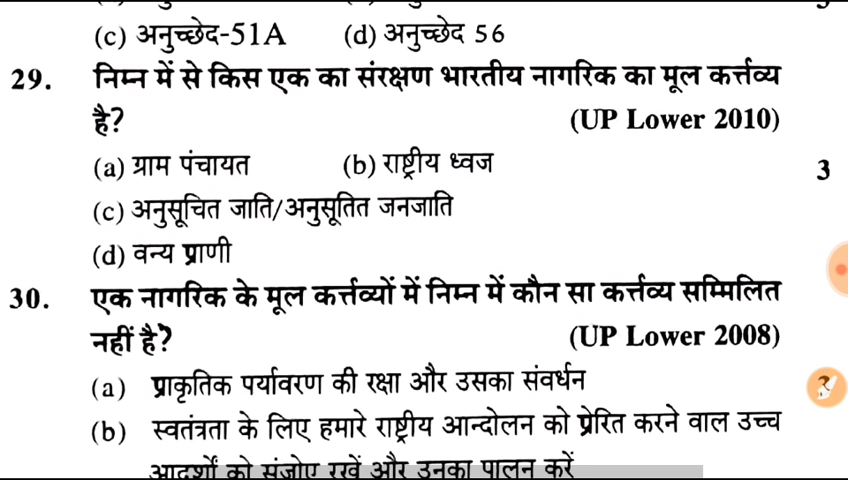 (c) अनुच्छेद-51A (d) अनुच्छेद 56
29. निम्न में से किस एक का संरक्षण भारतीय नागरिक का मूल कर्त्तव्य
है? (UP Lower 2010)
(a) ग्राम पंचायत (b) राष्ट्रीय ध्वज
3
(c) अनुसूचित जाति/अनुसूतित जनजाति
(d) वन्य प्राणी
30. एक नागरिक के मूल कर्त्तव्यों में निम्न में कौन सा कर्त्तव्य सम्मिलित
नहीं है? (UP Lower 2008)
(a) प्राकृतिक पर्यावरण की रक्षा और उसका संवर्धन
(b) स्वतंत्रता के लिए हमारे राष्ट्रीय आन्दोलन को प्रेरित करने वाल उच्च
आदर्शों को संजोए रखें और उनका पालन करें